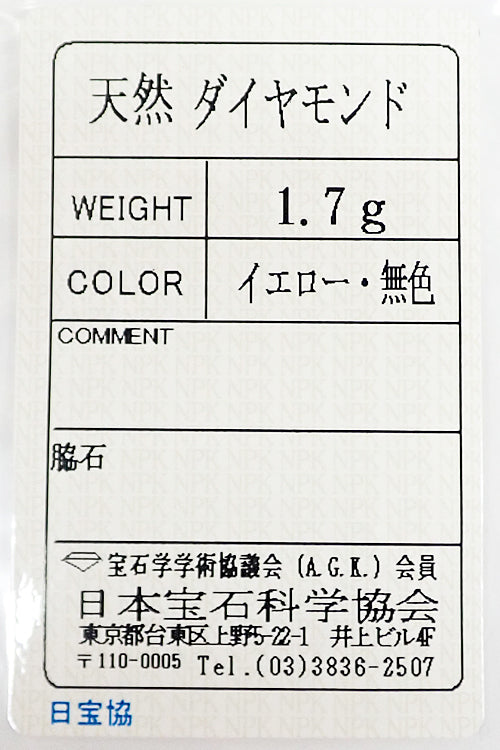 天然 ダイヤモンド
WEIGHT 1.7g
COLOR イエロー・無色
COMMENT
脇石
宝石学学術協議会 (A.G.K.) 会員
日本宝石科学協会
東京都台東区上野5-22-1 井上ビル4F
〒110-0005 Tel.(03)3836-2507
日宝協